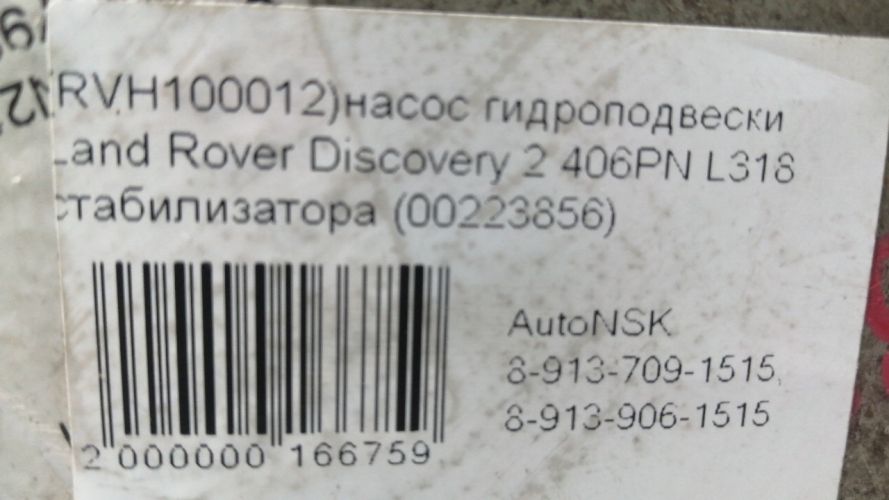 (RVH100012)насос гидроподвески
Land Rover Discovery 2 406PN L318
стабилизатора (00223856)
AutoNSK
8-913-709-1515,
8-913-906-1515
2 000000 166759